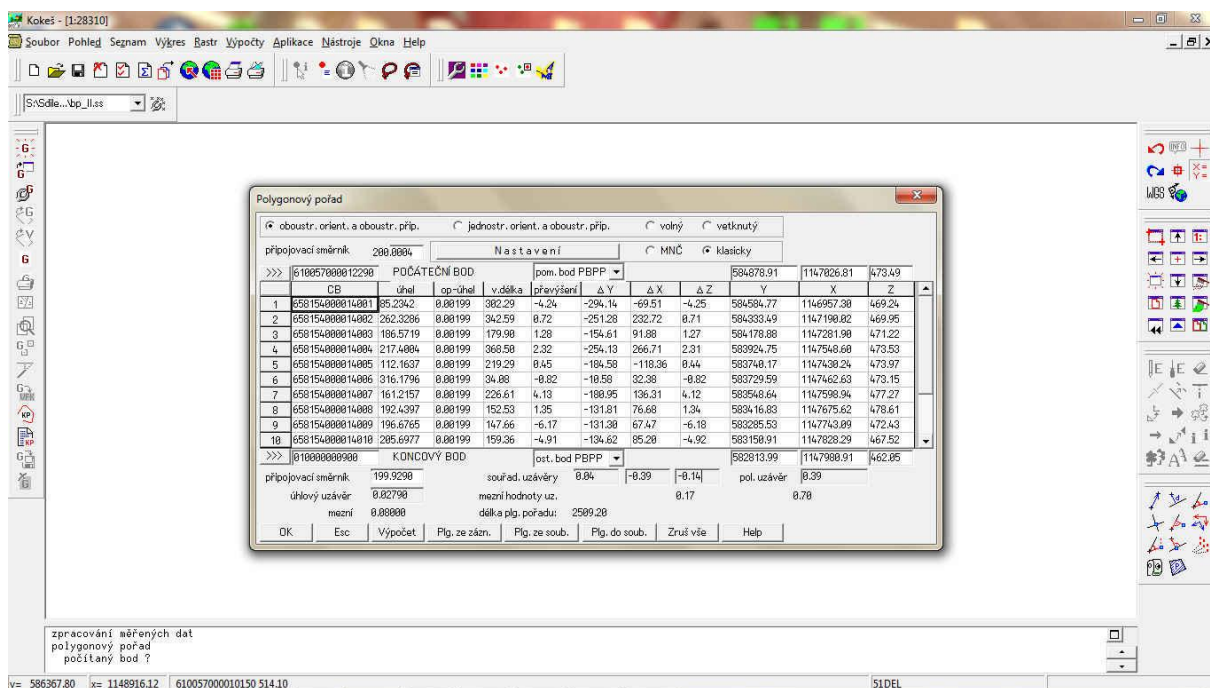 Kokeš - [1:28310]
Soubor Pohled Seznam Výkres Rastr Výpočty Aplikace Nástroje Okna Help
S:\Sdíle...\bp_II.ss
Polygonový pořad
oboustr. orient. a oboustr. přip. jednostr. orient. a oboustr. přip. volný vetknutý
připojovací směrník 200.0004 Nastavení MNČ klasicky
>>> 610057000012290 POČÁTEČNÍ BOD pom. bod PBPP 584878.91 1147026.81 473.49
CB úhel op-úhel v.délka převýšení Δ Y Δ X Δ Z Y X Z
1 658154000014001 85.2342 0.00199 302.29 -4.24 -294.14 -69.51 -4.25 584584.77 1146957.30 469.24
2 658154000014002 262.3286 0.00199 342.59 0.72 -251.28 232.72 0.71 584333.49 1147190.02 469.95
3 658154000014003 186.5719 0.00199 179.90 1.28 -154.61 91.88 1.27 584178.88 1147281.90 471.22
4 658154000014004 217.4004 0.00199 368.50 2.32 -254.13 266.71 2.31 583924.75 1147548.60 473.53
5 658154000014005 112.1637 0.00199 219.29 0.45 -184.58 -118.36 0.44 583740.17 1147430.24 473.97
6 658154000014006 316.1796 0.00199 34.08 -0.82 -10.58 32.38 -0.82 583729.59 1147462.63 473.15
7 658154000014007 161.2157 0.00199 226.61 4.13 -180.95 136.31 4.12 583548.64 1147598.94 477.27
8 658154000014008 192.4397 0.00199 152.53 1.35 -131.81 76.68 1.34 583416.83 1147675.62 478.61
9 658154000014009 196.6765 0.00199 147.66 -6.17 -131.30 67.47 -6.18 583285.53 1147743.09 472.43
10 658154000014010 205.6977 0.00199 159.36 -4.91 -134.62 85.20 -4.92 583150.91 1147828.29 467.52
>>> 010000000900 KONCOVÝ BOD ost. bod PBPP 582813.99 1147980.91 462.05
připojovací směrník 199.9290 souřad. uzávěry 0.04 -0.39 -0.14 pol. uzávěr 0.39
úhlový uzávěr 0.02790 mezní hodnoty uz. 0.17 0.70
mezní 0.08000 délka plg. pořadu: 2509.20
OK Esc Výpočet Plg. ze zázn. Plg. ze soub. Plg. do soub. Zruš vše Help
zpracování měřených dat
polygonový pořad
počítaný bod ?
y= 586367.80 x= 1148916.12 610057000010150 514.10 51DEL